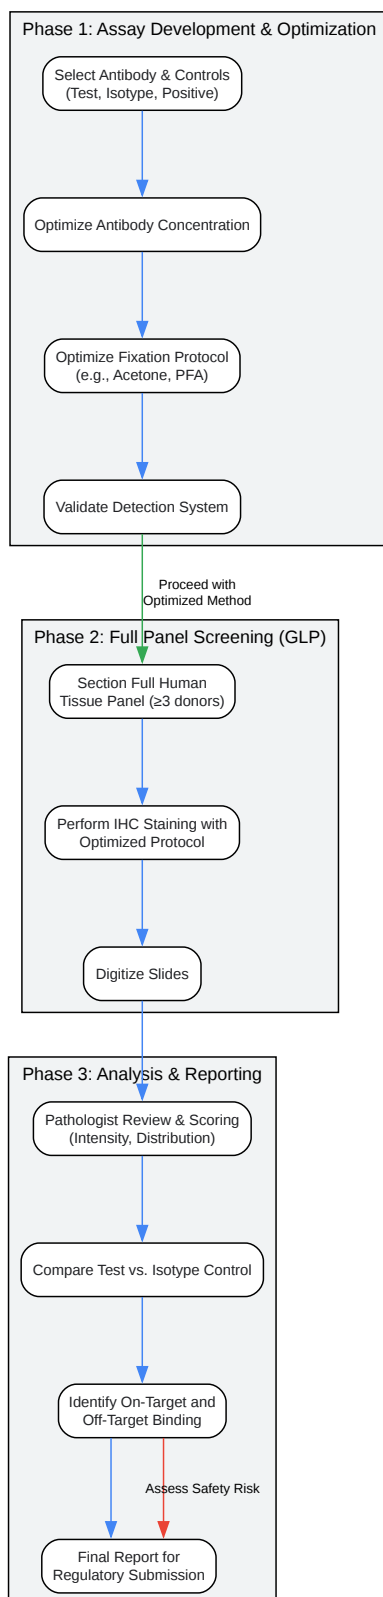 Phase 1: Assay Development & Optimization
Select Antibody & Controls
(Test, Isotype, Positive)
Optimize Antibody Concentration
Optimize Fixation Protocol
(e.g., Acetone, PFA)
Validate Detection System
Proceed with
Optimized Method
Phase 2: Full Panel Screening (GLP)
Section Full Human
Tissue Panel (≥3 donors)
Perform IHC Staining with
Optimized Protocol
Digitize Slides
Phase 3: Analysis & Reporting
Pathologist Review & Scoring
(Intensity, Distribution)
Compare Test vs. Isotype Control
Identify On-Target and
Off-Target Binding
Assess Safety Risk
Final Report for
Regulatory Submission